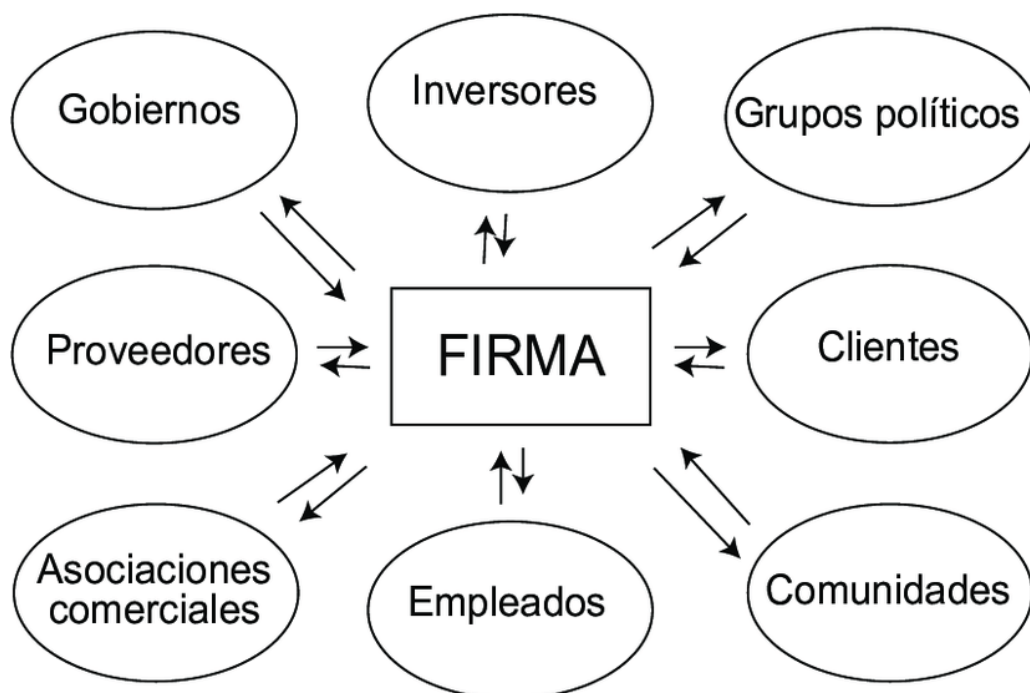 Gobiernos
Inversores
Grupos políticos
Proveedores
FIRMA
Clientes
Asociaciones
comerciales
Empleados
Comunidades